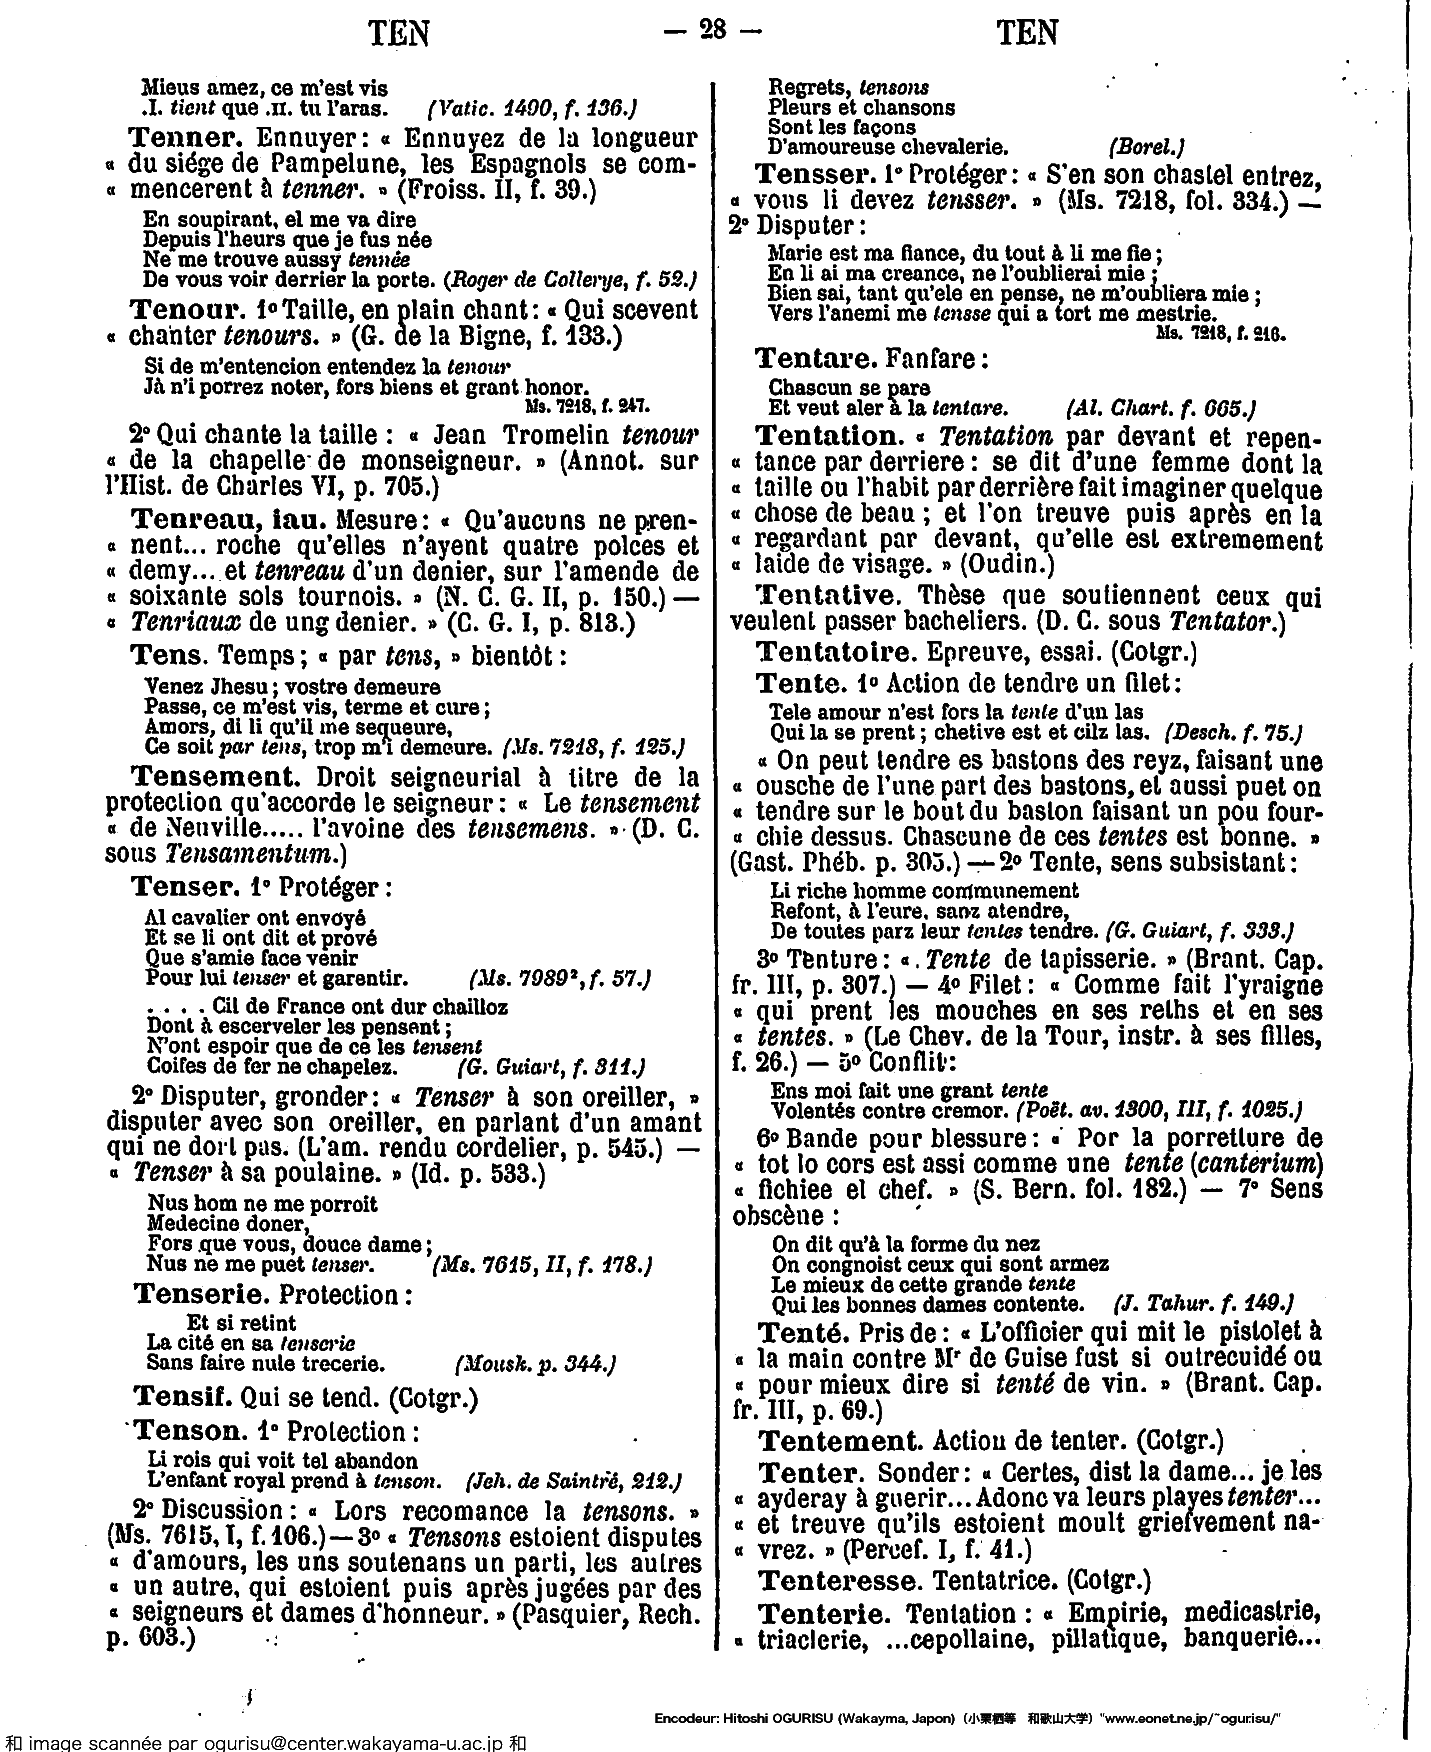 TEN — 28 — TEN
Mieus amez, ce m'est vis
.I. tient que .II. tu l'aras. (Vatic. 1490, f. 136.)
Tenner. Ennuyer : « Ennuyez de la longueur
« du siége de Pampelune, les Espagnols se com-
« mencerent à tenner. » (Froiss. II, f. 39.)
En soupirant, el me va dire
Depuis l'heurs que je fus née
Ne me trouve aussy tennée
De vous voir derrier la porte. (Roger de Collerye, f. 52.)
Tenour. 1º Taille, en plain chant : « Qui scevent
« chanter tenours. » (G. de la Bigne, f. 133.)
Si de m'entencion entendez la tenour
Jà n'i porrez noter, fors biens et grant honor.
Ms. 7218, f. 247.
2º Qui chante la taille : « Jean Tromelin tenour
« de la chapelle de monseigneur. » (Annot. sur
l'Hist. de Charles VI, p. 705.)
Tenreau, iau. Mesure : « Qu'aucuns ne pren-
« nent... roche qu'elles n'ayent quatre polces et
« demy... et tenreau d'un denier, sur l'amende de
« soixante sols tournois. » (N. C. G. II, p. 150.) —
« Tenriaux de ung denier. » (C. G. I, p. 813.)
Tens. Temps ; « par tens, » bientôt :
Venez Jhesu ; vostre demeure
Passe, ce m'est vis, terme et cure ;
Amors, di li qu'il me sequeure,
Ce soit par tens, trop m'i demeure. (Ms. 7218, f. 125.)
Tensement. Droit seigneurial à titre de la
protection qu'accorde le seigneur : « Le tensement
« de Neuville..... l'avoine des tensemens. » (D. C.
sous Tensamentum.)
Tenser. 1º Protéger :
Al cavalier ont envoyé
Et se li ont dit et prové
Que s'amie face venir
Pour lui tenser et garentir. (Ms. 7989², f. 57.)
. . . . Cil de France ont dur chailloz
Dont à escerveler les pensent ;
N'ont espoir que de ce les tensent
Coifes de fer ne chapelez. (G. Guiart, f. 311.)
2º Disputer, gronder : « Tenser à son oreiller, »
disputer avec son oreiller, en parlant d'un amant
qui ne dort pas. (L'am. rendu cordelier, p. 545.) —
« Tenser à sa poulaine. » (Id. p. 533.)
Nus hom ne me porroit
Medecine doner,
Fors que vous, douce dame ;
Nus ne me puet tenser. (Ms. 7615, II, f. 178.)
Tenserie. Protection :
Et si retint
La cité en sa tenserie
Sans faire nule trecerie. (Mousk. p. 344.)
Tensif. Qui se tend. (Cotgr.)
Tenson. 1º Protection :
Li rois qui voit tel abandon
L'enfant royal prend à tenson. (Jeh. de Saintré, 212.)
2º Discussion : « Lors recomance la tensons. »
(Ms. 7615, I, f. 106.) — 3º « Tensons estoient disputes
« d'amours, les uns soutenans un parti, les autres
« un autre, qui estoient puis après jugées par des
« seigneurs et dames d'honneur. » (Pasquier, Rech.
p. 603.)
Regrets, tensons
Pleurs et chansons
Sont les façons
D'amoureuse chevalerie. (Borel.)
Tensser. 1º Protéger : « S'en son chastel entrez,
« vous li devez tensser. » (Ms. 7218, fol. 334.) —
2º Disputer :
Marie est ma fiance, du tout à li me fie ;
En li ai ma creance, ne l'oublierai mie ;
Bien sai, tant qu'ele en pense, ne m'oubliera mie ;
Vers l'anemi me tensse qui a tort me mestrie.
Ms. 7218, f. 216.
Tentare. Fanfare :
Chascun se pare
Et veut aler à la tentare. (Al. Chart. f. 665.)
Tentation. « Tentation par devant et repen-
« tance par derriere : se dit d'une femme dont la
« taille ou l'habit par derrière fait imaginer quelque
« chose de beau ; et l'on treuve puis après en la
« regardant par devant, qu'elle est extremement
« laide de visage. » (Oudin.)
Tentative. Thèse que soutiennent ceux qui
veulent passer bacheliers. (D. C. sous Tentator.)
Tentatoire. Epreuve, essai. (Cotgr.)
Tente. 1º Action de tendre un filet :
Tele amour n'est fors la tente d'un las
Qui la se prent ; chetive est et cilz las. (Desch. f. 75.)
« On peut tendre es bastons des reyz, faisant une
« ousche de l'une part des bastons, et aussi puet on
« tendre sur le bout du baston faisant un pou four-
« chie dessus. Chascune de ces tentes est bonne. »
(Gast. Phéb. p. 305.) — 2º Tente, sens subsistant :
Li riche homme communement
Refont, à l'eure, sanz atendre,
De toutes parz leur tentes tendre. (G. Guiart, f. 333.)
3º Tenture : « Tente de tapisserie. » (Brant. Cap.
fr. III, p. 307.) — 4º Filet : « Comme fait l'yraigne
« qui prent les mouches en ses reths et en ses
« tentes. » (Le Chev. de la Tour, instr. à ses filles,
f. 26.) — 5º Conflit :
Ens moi fait une grant tente
Volentés contre cremor. (Poët. av. 1300, III, f. 1025.)
6º Bande pour blessure : « Por la porretture de
« tot lo cors est assi comme une tente (canterium)
« fichiee el chef. » (S. Bern. fol. 182.) — 7º Sens
obscène :
On dit qu'à la forme du nez
On congnoist ceux qui sont armez
Le mieux de cette grande tente
Qui les bonnes dames contente. (J. Tahur. f. 149.)
Tenté. Pris de : « L'officier qui mit le pistolet à
« la main contre Mr de Guise fust si outrecuidé ou
« pour mieux dire si tenté de vin. » (Brant. Cap.
fr. III, p. 69.)
Tentement. Action de tenter. (Cotgr.)
Tenter. Sonder : « Certes, dist la dame... je les
« ayderay à guerir... Adonc va leurs playes tenter...
« et treuve qu'ils estoient moult griefvement na-
« vrez. » (Percef. I, f. 41.)
Tenteresse. Tentatrice. (Cotgr.)
Tenterie. Tentation : « Empirie, medicastrie,
« triaclerie, ...cepollaine, pillatique, banquerie...
Encodeur: Hitoshi OGURISU (Wakayma, Japon) (小栗栖等 和歌山大学) "www.eonet.ne.jp/~ogurisu/"
和 image scannée par ogurisu@center.wakayama-u.ac.jp 和